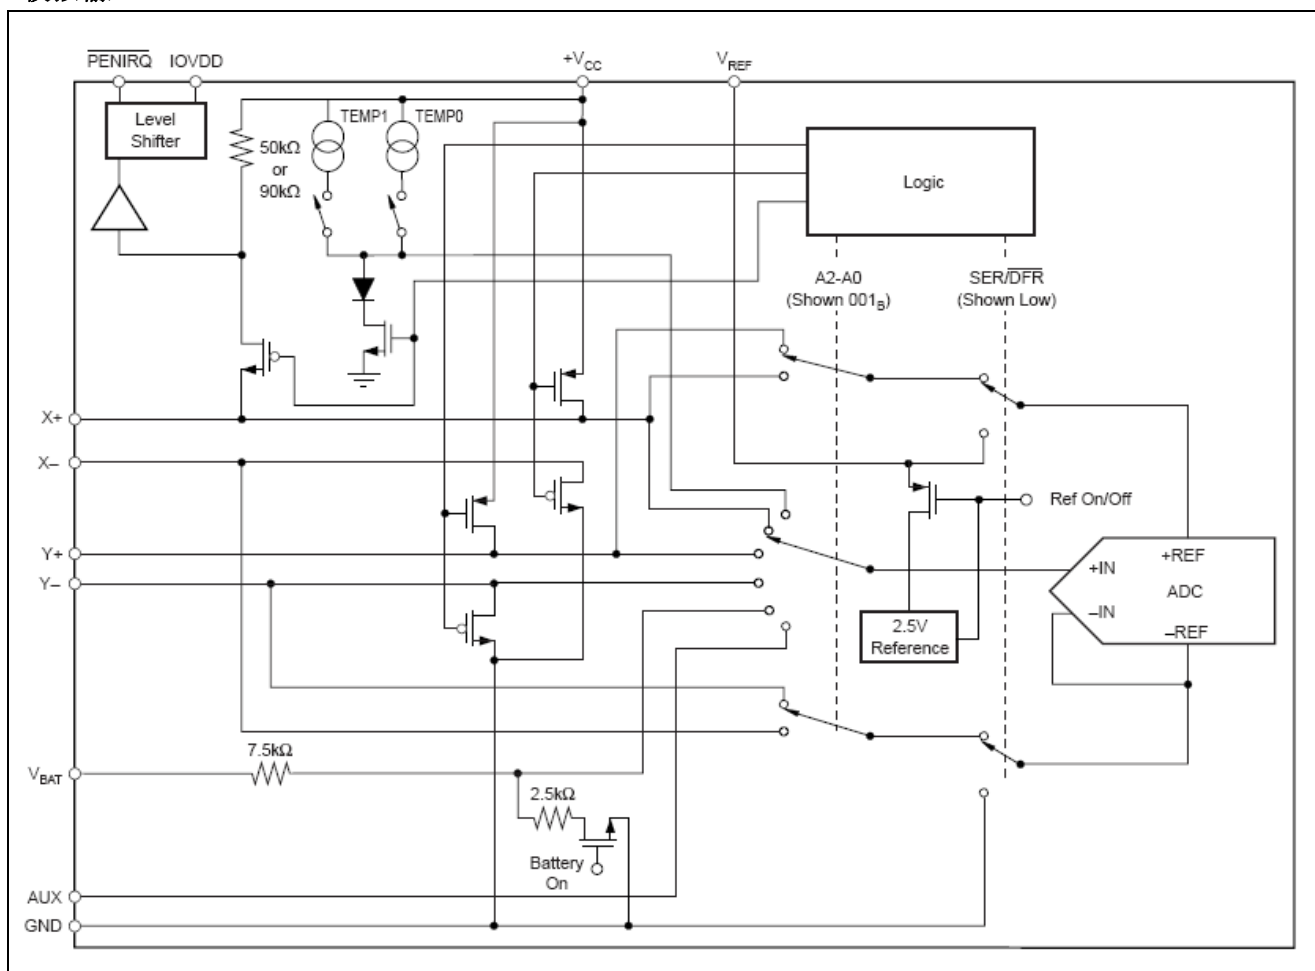 PENIRQ IOVDD +VCC VREF
Level
Shifter
50kΩ
or
90kΩ
TEMP1 TEMP0
Logic
A2-A0
(Shown 001B)
SER/DFR
(Shown Low)
X+
X–
Y+
Y–
Ref On/Off
+REF
+IN
ADC
–IN
–REF
2.5V
Reference
7.5kΩ
VBAT
2.5kΩ
Battery
On
AUX
GND